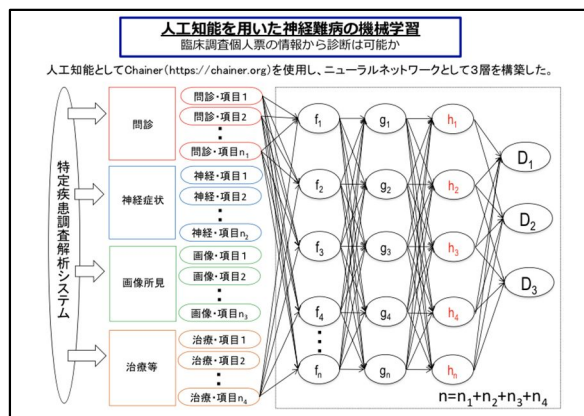 人工知能を用いた神経難病の機械学習
臨床調査個人票の情報から診断は可能か
人工知能としてChainer(https://chainer.org)を使用し、ニューラルネットワークとして3層を構築した。
特定疾患調査解析システム
問診
問診・項目1
問診・項目2
問診・項目n₁
神経症状
神経・項目1
神経・項目2
神経・項目n₂
画像所見
画像・項目1
画像・項目2
画像・項目n₃
治療等
治療・項目1
治療・項目2
治療・項目n₄
f₁ g₁ h₁
f₂ g₂ h₂
f₃ g₃ h₃
f₄ g₄ h₄
fₙ gₙ hₙ
D₁
D₂
D₃
n=n₁+n₂+n₃+n₄